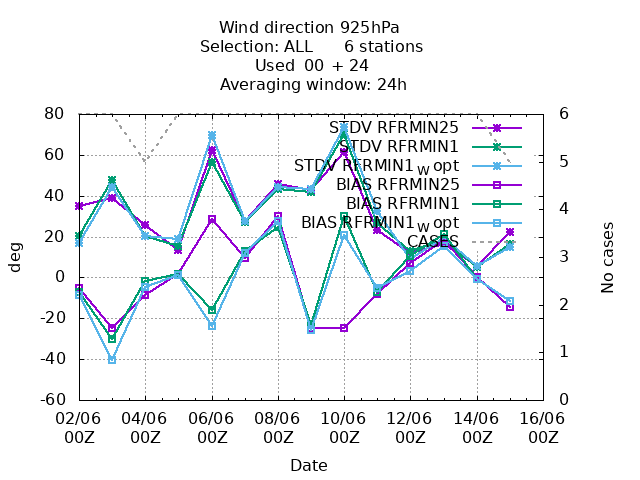 Wind direction 925hPa
Selection: ALL 6 stations
Used 00 + 24
Averaging window: 24h
80 6
STDV RFRMIN25
STDV RFRMIN1
60 5
STDV RFRMIN1_w opt
BIAS RFRMIN25
40 4
BIAS RFRMIN1
BIAS RFRMIN1_w opt
20 3
CASES
deg
0
No cases
-20 2
-40 1
-60 0
02/06 04/06 06/06 08/06 10/06 12/06 14/06 16/06
00Z 00Z 00Z 00Z 00Z 00Z 00Z 00Z
Date